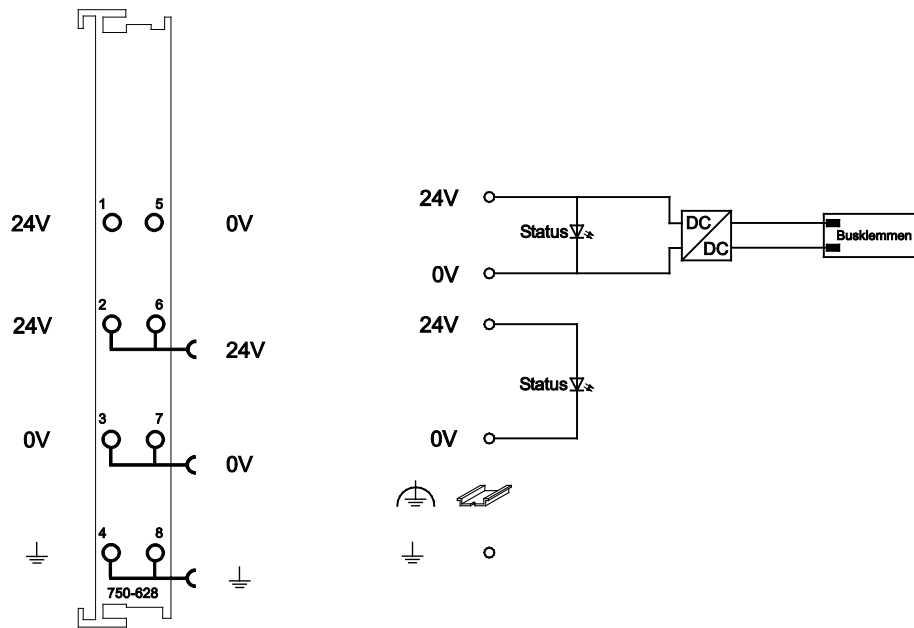 1 5
24V 0V
2 6
24V
24V
3 7
0V
0V
4 8
750-628
24V
Status
DC
DC
Busklemmen
0V
24V
Status
0V